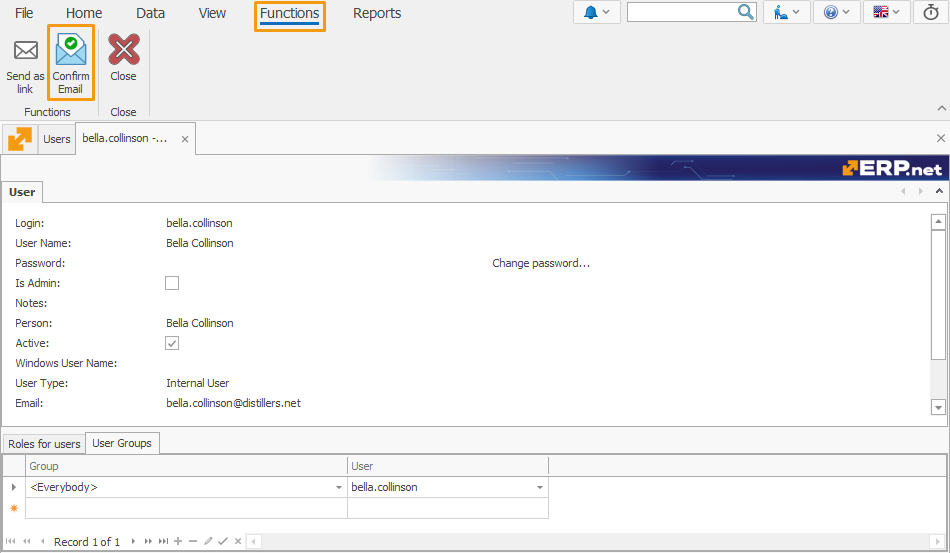 File Home Data View Functions Reports
Send as link
Confirm Email
Close
Functions Close
Users bella.collinson -...
ERP.net
User
Login: bella.collinson
User Name: Bella Collinson
Password: Change password...
Is Admin:
Notes:
Person: Bella Collinson
Active:
Windows User Name:
User Type: Internal User
Email: bella.collinson@distillers.net
Roles for users User Groups
Group User
<Everybody> bella.collinson
Record 1 of 1